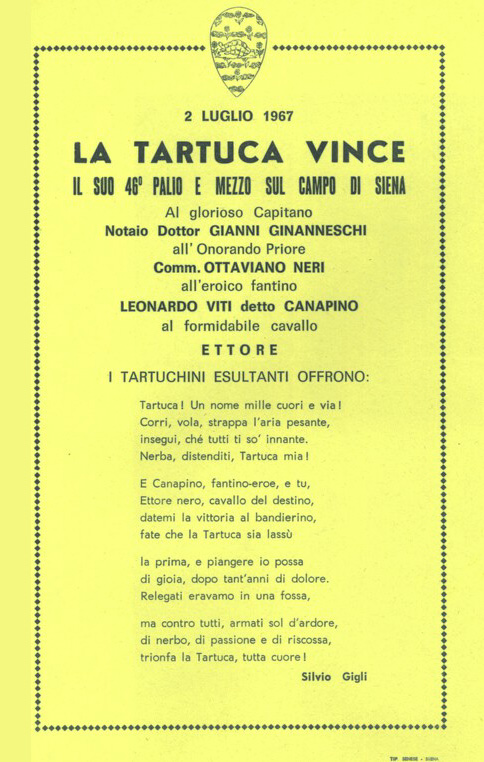 2 LUGLIO 1967
LA TARTUCA VINCE
IL SUO 46º PALIO E MEZZO SUL CAMPO DI SIENA
Al glorioso Capitano
Notaio Dottor GIANNI GINANNESCHI
all'Onorando Priore
Comm. OTTAVIANO NERI
all'eroico fantino
LEONARDO VITI detto CANAPINO
al formidabile cavallo
ETTORE
I TARTUCHINI ESULTANTI OFFRONO:
Tartuca! Un nome mille cuori e via!
Corri, vola, strappa l'aria pesante,
insegui, ché tutti ti so' innante.
Nerba, distenditi, Tartuca mia!
E Canapino, fantino-eroe, e tu,
Ettore nero, cavallo del destino,
datemi la vittoria al bandierino,
fate che la Tartuca sia lassù
la prima, e piangere io possa
di gioia, dopo tant'anni di dolore.
Relegati eravamo in una fossa,
ma contro tutti, armati sol d'ardore,
di nerbo, di passione e di riscossa,
trionfa la Tartuca, tutta cuore!
Silvio Gigli
TIP. SENESE - SIENA